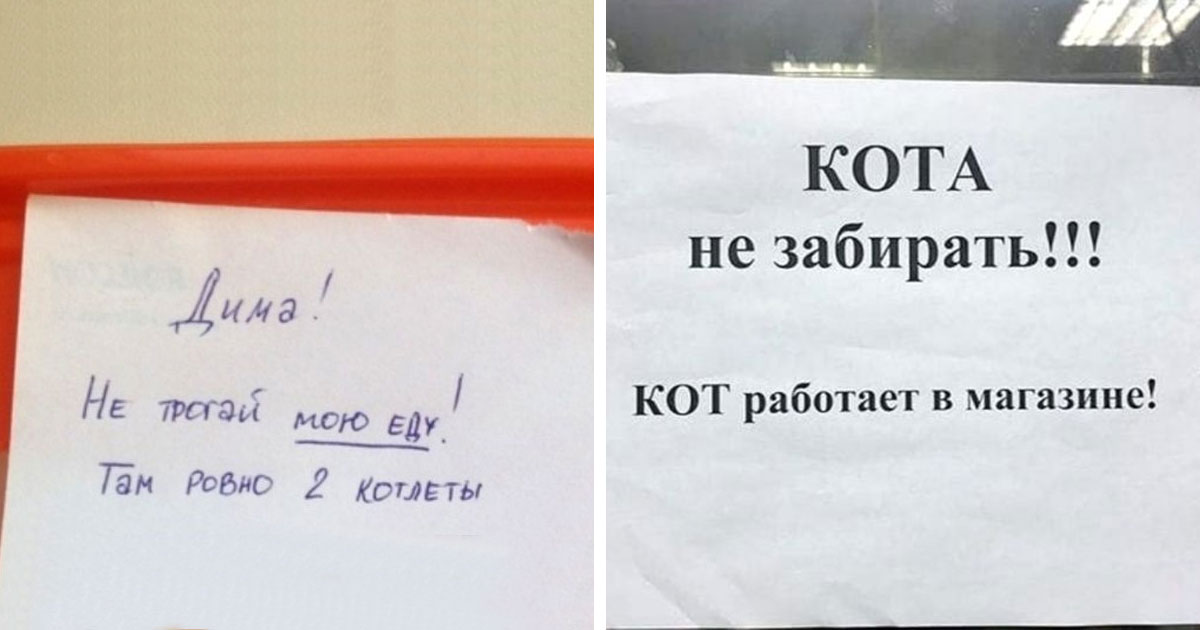 Дима!
Не трогай мою еду!
Там ровно 2 котлеты
КОТА
не забирать!!!
КОТ работает в магазине!